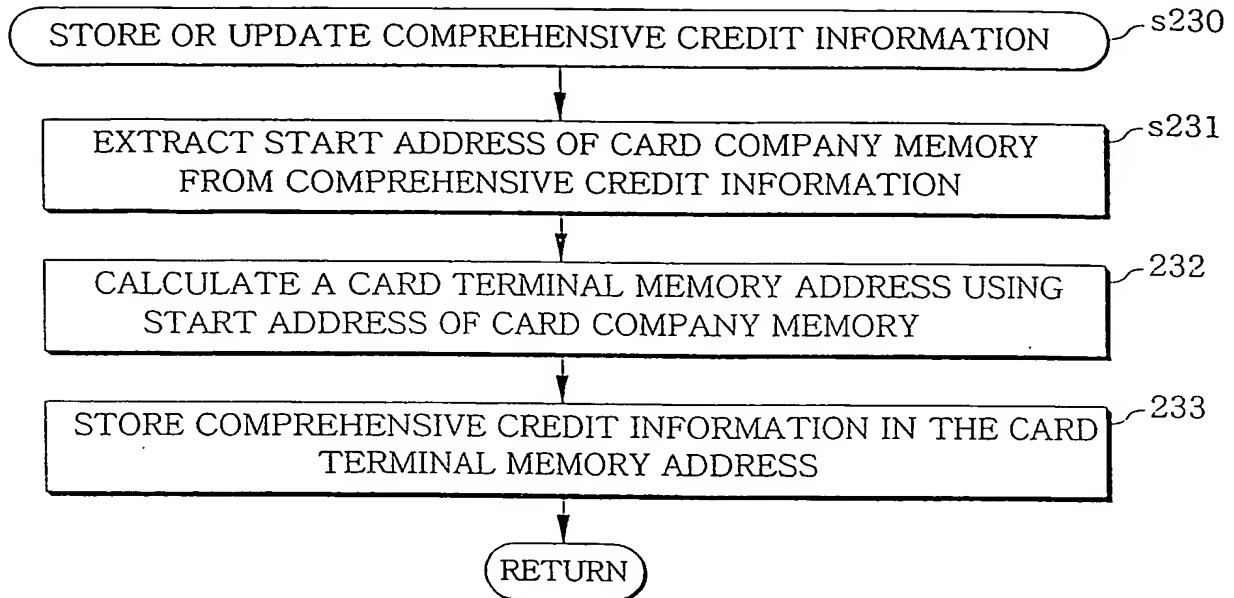 STORE OR UPDATE COMPREHENSIVE CREDIT INFORMATION
s230
EXTRACT START ADDRESS OF CARD COMPANY MEMORY
FROM COMPREHENSIVE CREDIT INFORMATION
s231
CALCULATE A CARD TERMINAL MEMORY ADDRESS USING
START ADDRESS OF CARD COMPANY MEMORY
232
STORE COMPREHENSIVE CREDIT INFORMATION IN THE CARD
TERMINAL MEMORY ADDRESS
233
RETURN